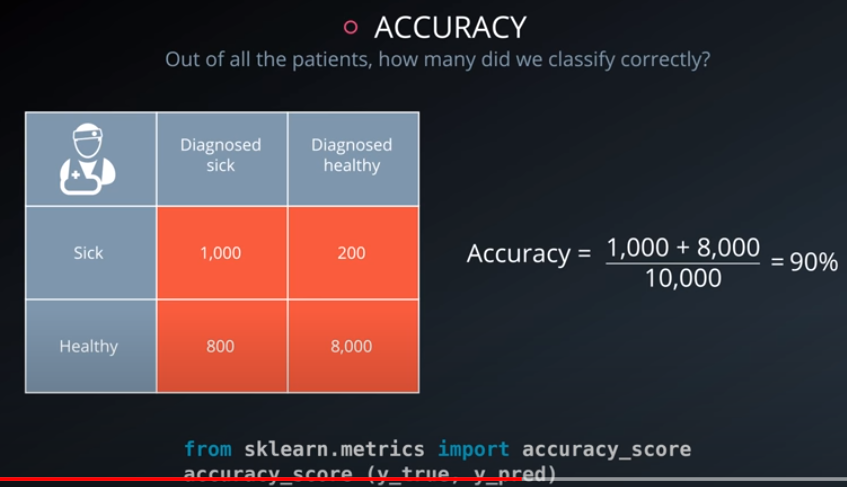 ACCURACY
Out of all the patients, how many did we classify correctly?
Diagnosed sick
Diagnosed healthy
Sick
1,000
200
Healthy
800
8,000
Accuracy = 1,000 + 8,000 / 10,000 = 90%
from sklearn.metrics import accuracy_score
accuracy_score (y_true, y_pred)